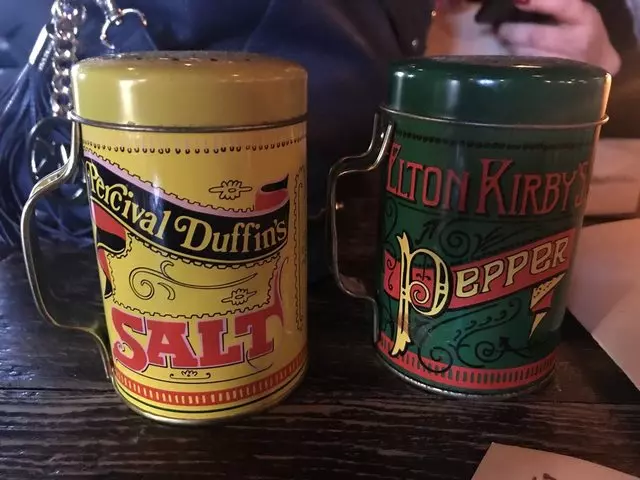 Percival Duffin's
SALT
ELTON KIRBY'S
PEPPER